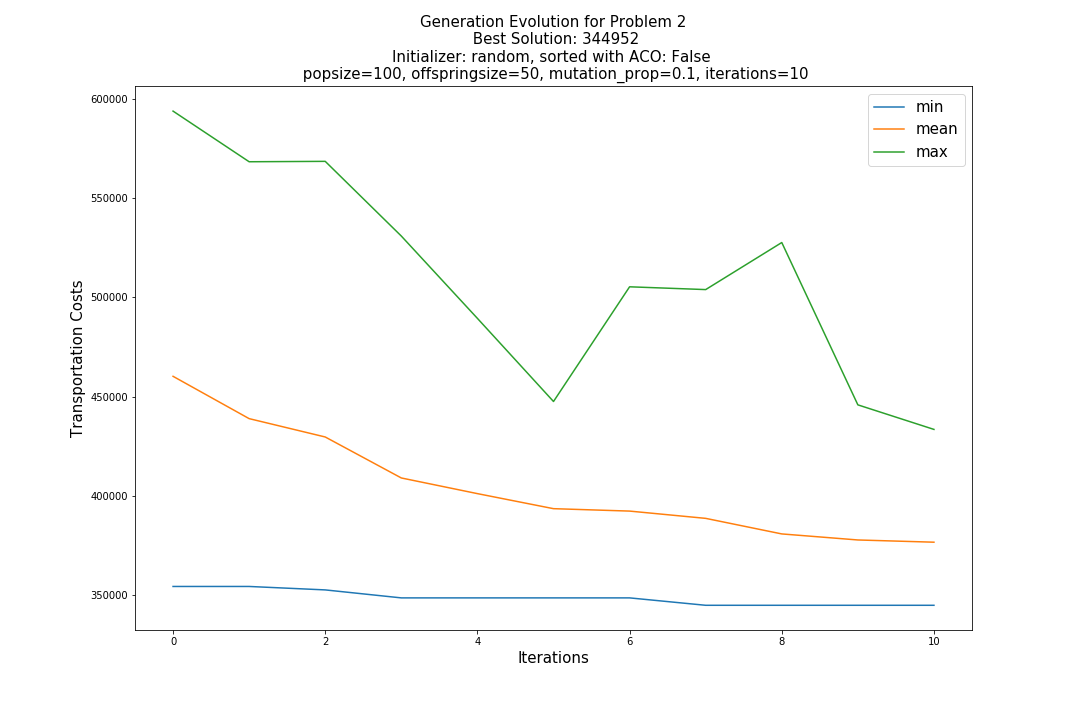 Generation Evolution for Problem 2
Best Solution: 344952
Initializer: random, sorted with ACO: False
popsize=100, offspringsize=50, mutation_prop=0.1, iterations=10
min
mean
max
600000
550000
500000
450000
400000
350000
Transportation Costs
0 2 4 6 8 10
Iterations